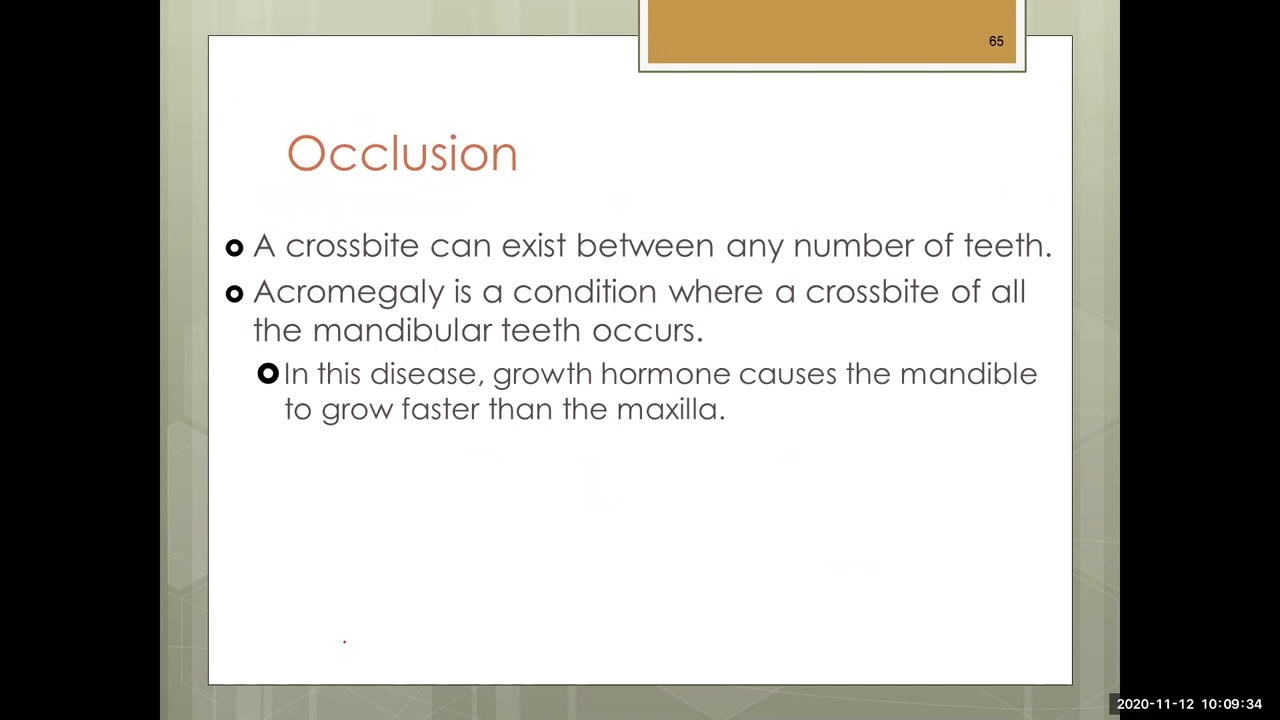 65
Occlusion
A crossbite can exist between any number of teeth.
Acromegaly is a condition where a crossbite of all
the mandibular teeth occurs.
In this disease, growth hormone causes the mandible
to grow faster than the maxilla.
2020-11-12 10:09:34